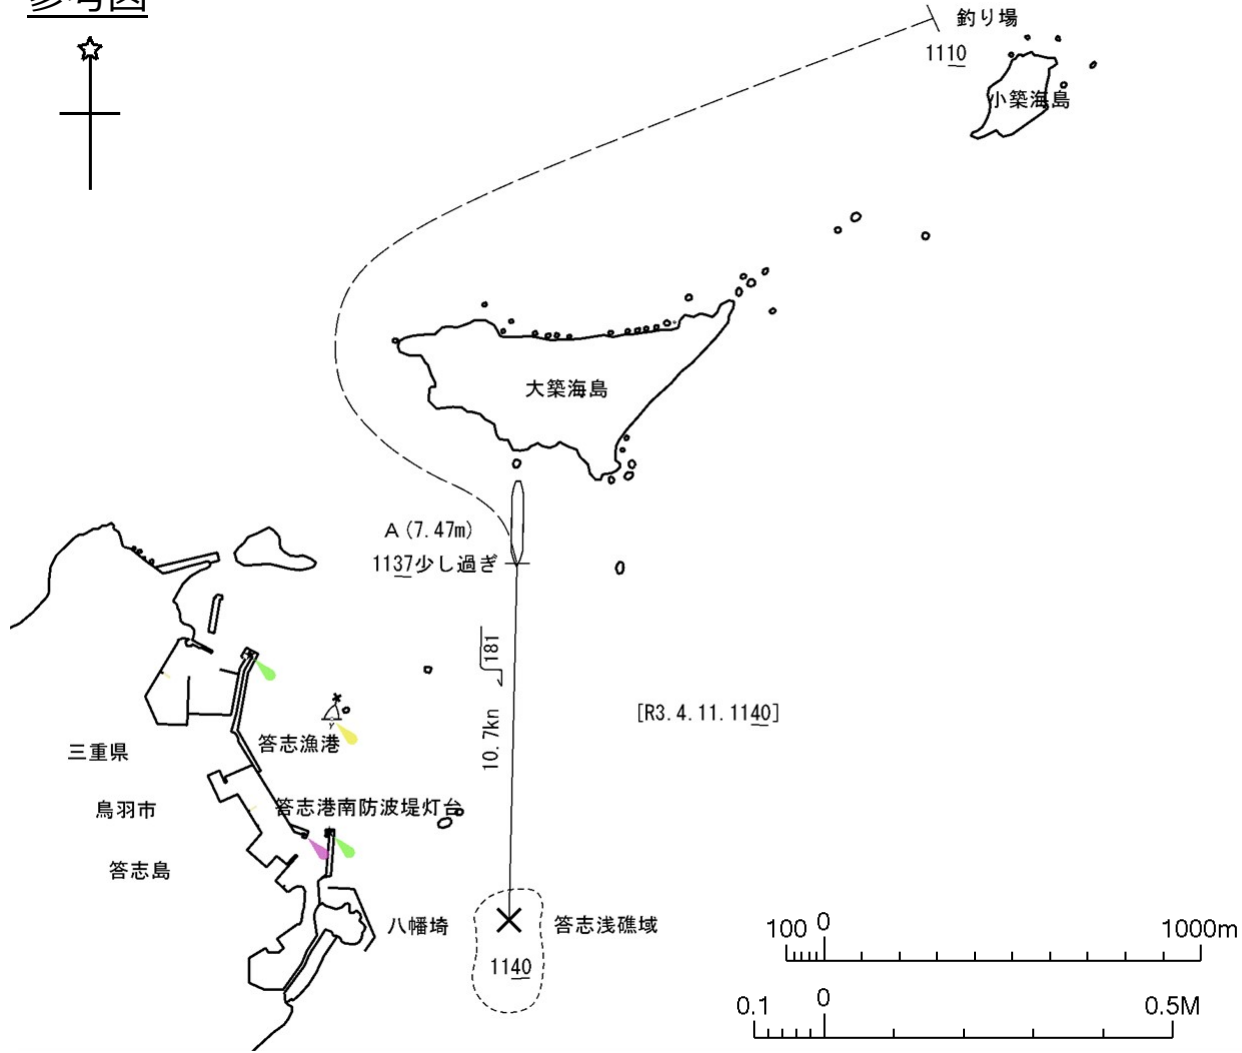 参考図
釣り場
1110
小築海島
大築海島
A(7.47m)
1137少し過ぎ
181
10.7kn
[R3.4.11.1140]
三重県
答志漁港
鳥羽市
答志港南防波堤灯台
答志島
八幡埼
答志浅礁域
1140
100 0 1000m
0.1 0 0.5M